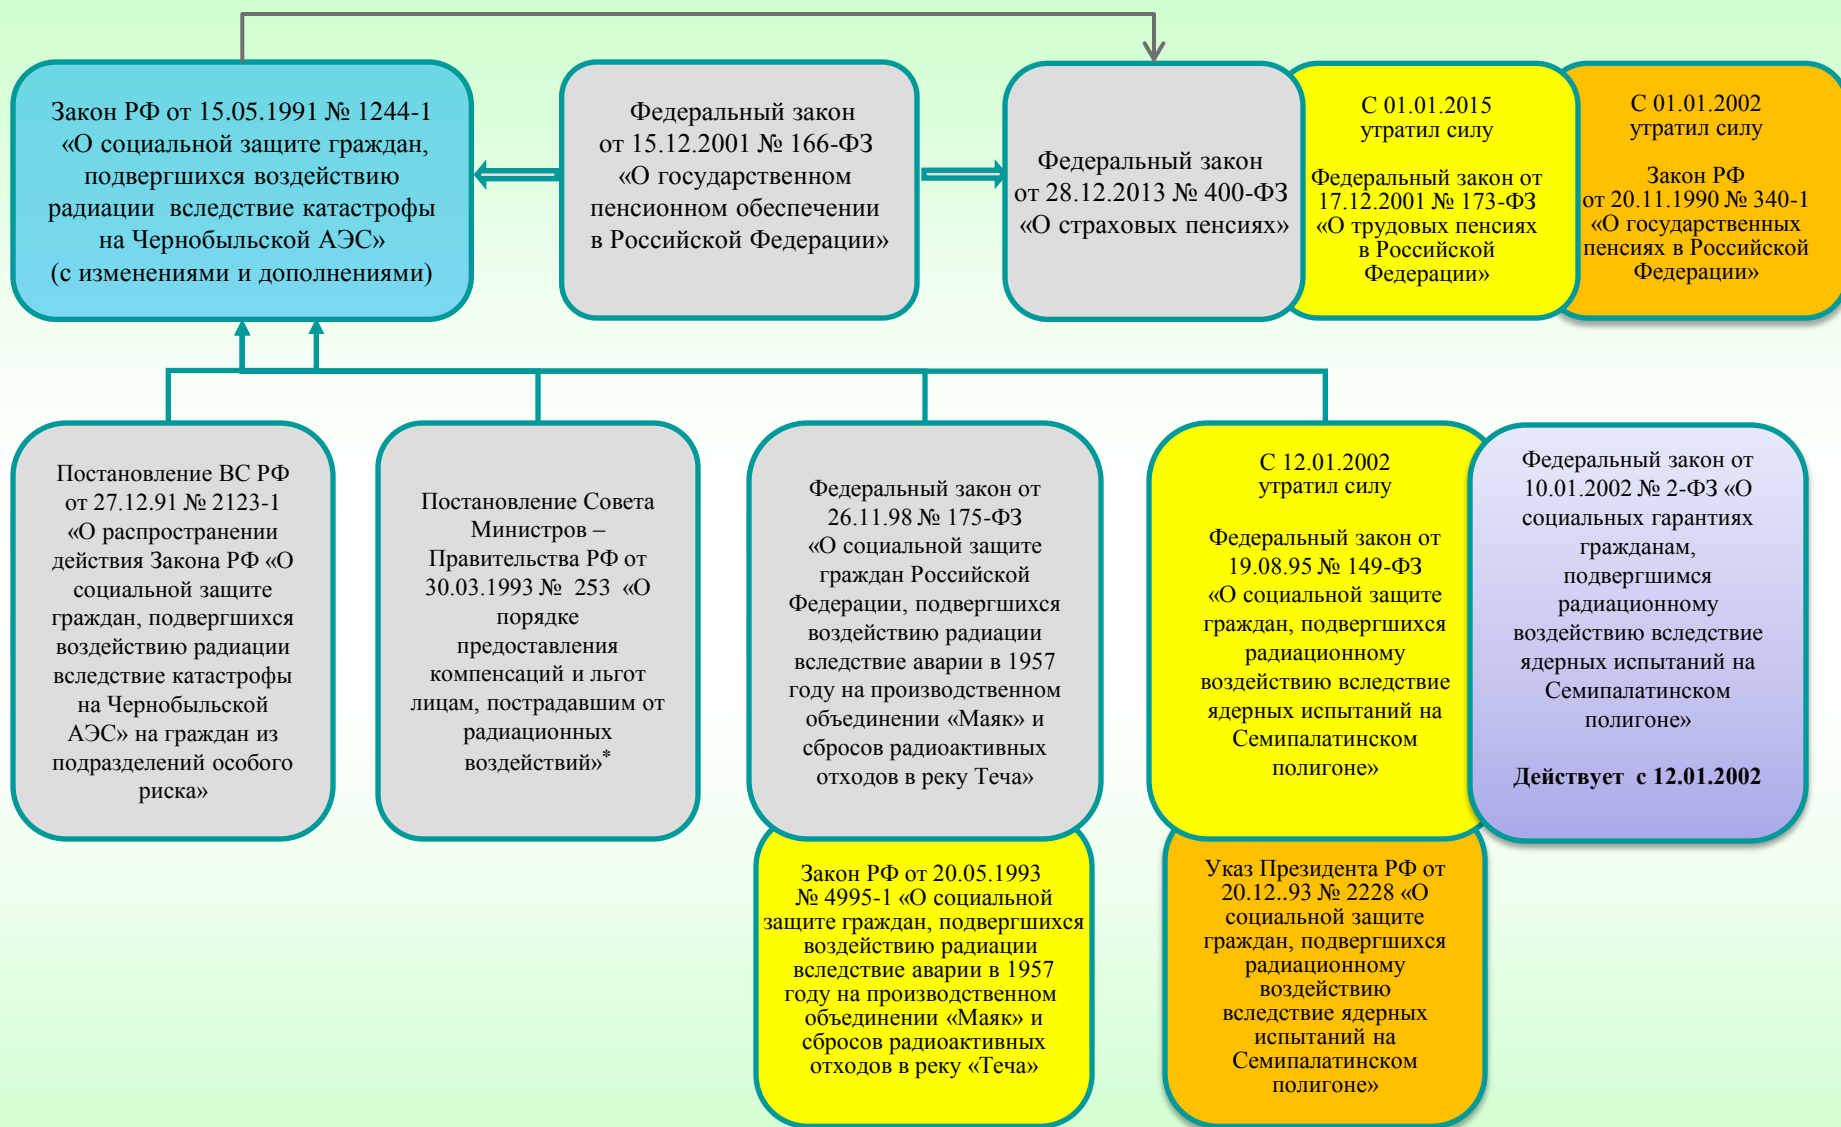 Закон РФ от 15.05.1991 № 1244-1
«О социальной защите граждан,
подвергшихся воздействию
радиации вследствие катастрофы
на Чернобыльской АЭС»
(с изменениями и дополнениями)
Федеральный закон
от 15.12.2001 № 166-ФЗ
«О государственном
пенсионном обеспечении
в Российской Федерации»
Федеральный закон
от 28.12.2013 № 400-ФЗ
«О страховых пенсиях»
С 01.01.2015
утратил силу
Федеральный закон от
17.12.2001 № 173-ФЗ
«О трудовых пенсиях
в Российской
Федерации»
С 01.01.2002
утратил силу
Закон РФ
от 20.11.1990 № 340-1
«О государственных
пенсиях в Российской
Федерации»
Постановление ВС РФ
от 27.12.91 № 2123-1
«О распространении
действия Закона РФ «О
социальной защите
граждан, подвергшихся
воздействию радиации
вследствие катастрофы
на Чернобыльской
АЭС» на граждан из
подразделений особого
риска»
Постановление Совета
Министров –
Правительства РФ от
30.03.1993 № 253 «О
порядке
предоставления
компенсаций и льгот
лицам, пострадавшим от
радиационных
воздействий»*
Федеральный закон от
26.11.98 № 175-ФЗ
«О социальной защите
граждан Российской
Федерации, подвергшихся
воздействию радиации
вследствие аварии в 1957
году на производственном
объединении «Маяк» и
сбросов радиоактивных
отходов в реку Теча»
С 12.01.2002
утратил силу
Федеральный закон от
19.08.95 № 149-ФЗ
«О социальной защите
граждан, подвергшихся
радиационному
воздействию вследствие
ядерных испытаний на
Семипалатинском
полигоне»
Федеральный закон от
10.01.2002 № 2-ФЗ «О
социальных гарантиях
гражданам,
подвергшимся
радиационному
воздействию вследствие
ядерных испытаний на
Семипалатинском
полигоне»
Действует с 12.01.2002
Закон РФ от 20.05.1993
№ 4995-1 «О социальной
защите граждан, подвергшихся
воздействию радиации
вследствие аварии в 1957
году на производственном
объединении «Маяк» и
сбросов радиоактивных
отходов в реку «Теча»
Указ Президента РФ от
20.12..93 № 2228 «О
социальной защите
граждан, подвергшихся
радиационному
воздействию
вследствие ядерных
испытаний на
Семипалатинском
полигоне»